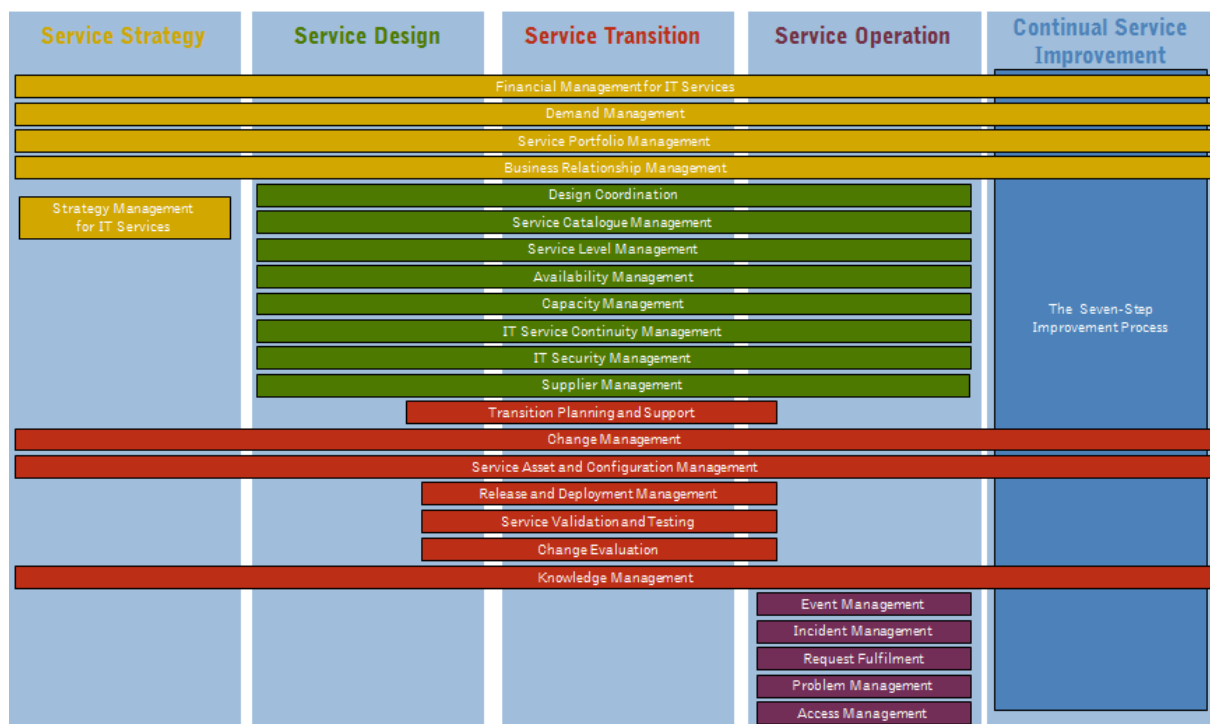 Service Strategy
Service Design
Service Transition
Service Operation
Continual Service
Improvement
Financial Management for IT Services
Demand Management
Service Portfolio Management
Business Relationship Management
Design Coordination
Strategy Management
for IT Services
Service Catalogue Management
Service Level Management
Availability Management
Capacity Management
The Seven-Step
Improvement Process
IT Service Continuity Management
IT Security Management
Supplier Management
Transition Planning and Support
Change Management
Service Asset and Configuration Management
Release and Deployment Management
Service Validation and Testing
Change Evaluation
Knowledge Management
Event Management
Incident Management
Request Fulfilment
Problem Management
Access Management